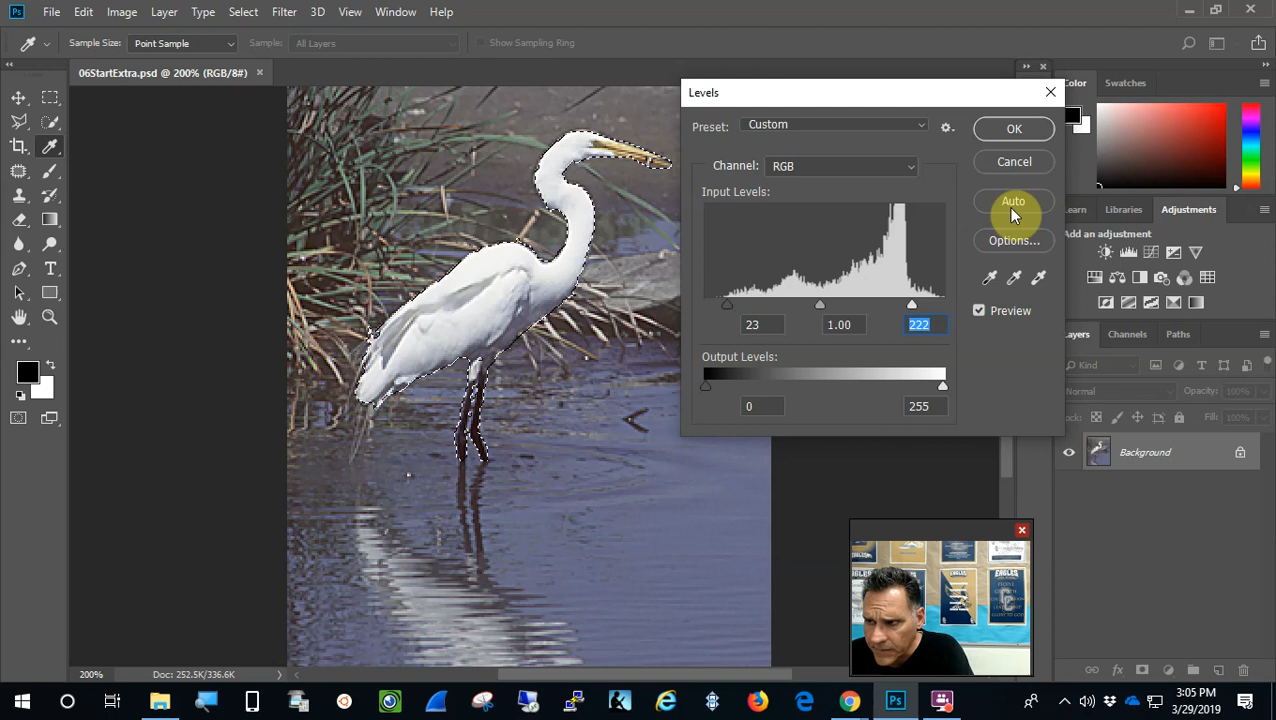 Ps File Edit Image Layer Type Select Filter 3D View Window Help
Sample Size: Point Sample Sample: All Layers Show Sampling Ring
06StartExtra.psd @ 200% (RGB/8#)
Levels
Preset: Custom
OK
Channel: RGB
Cancel
Input Levels:
Auto
Options...
23 1.00 222
Preview
Output Levels:
0 255
Color Swatches
Learn Libraries Adjustments
Add an adjustment
Layers Channels Paths
Kind
Normal Opacity: 100%
Lock: Fill: 100%
Background
EAGLES
200% Doc: 252.5K/336.6K
Ps
3:05 PM
3/29/2019